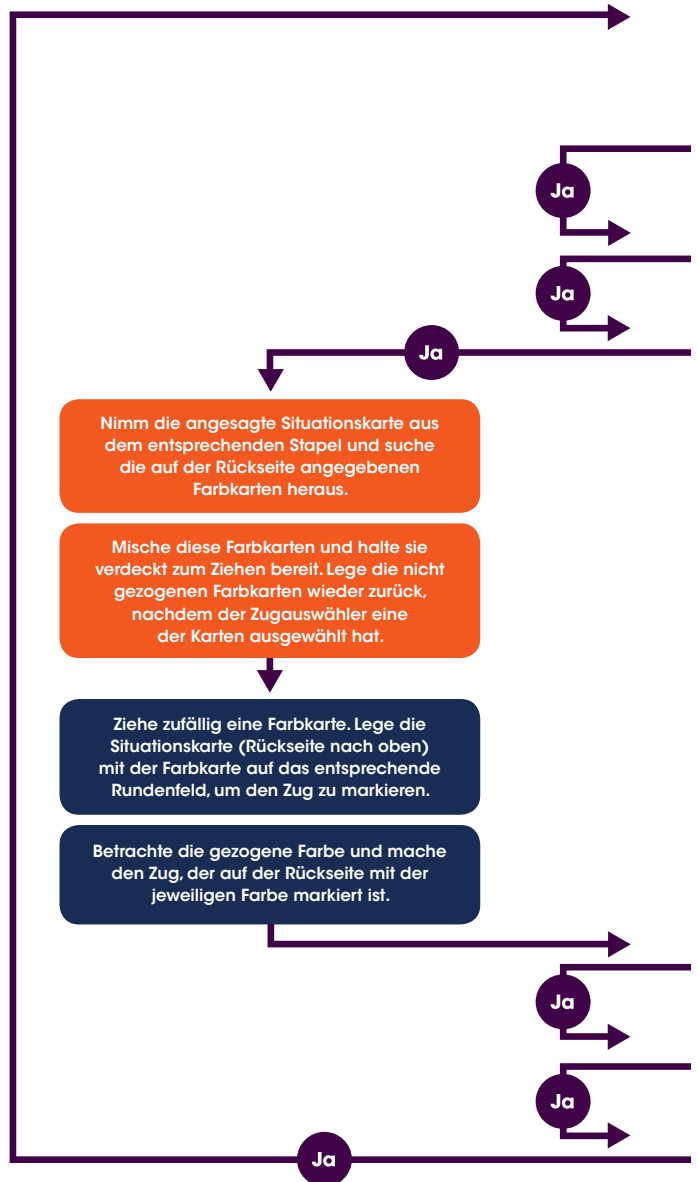 Ja
Ja
Ja
Nimm die angesagte Situationskarte aus
dem entsprechenden Stapel und suche
die auf der Rückseite angegebenen
Farbkarten heraus.
Mische diese Farbkarten und halte sie
verdeckt zum Ziehen bereit. Lege die nicht
gezogenen Farbkarten wieder zurück,
nachdem der Zugauswähler eine
der Karten ausgewählt hat.
Ziehe zufällig eine Farbkarte. Lege die
Situationskarte (Rückseite nach oben)
mit der Farbkarte auf das entsprechende
Rundenfeld, um den Zug zu markieren.
Betrachte die gezogene Farbe und mache
den Zug, der auf der Rückseite mit der
jeweiligen Farbe markiert ist.
Ja
Ja
Ja